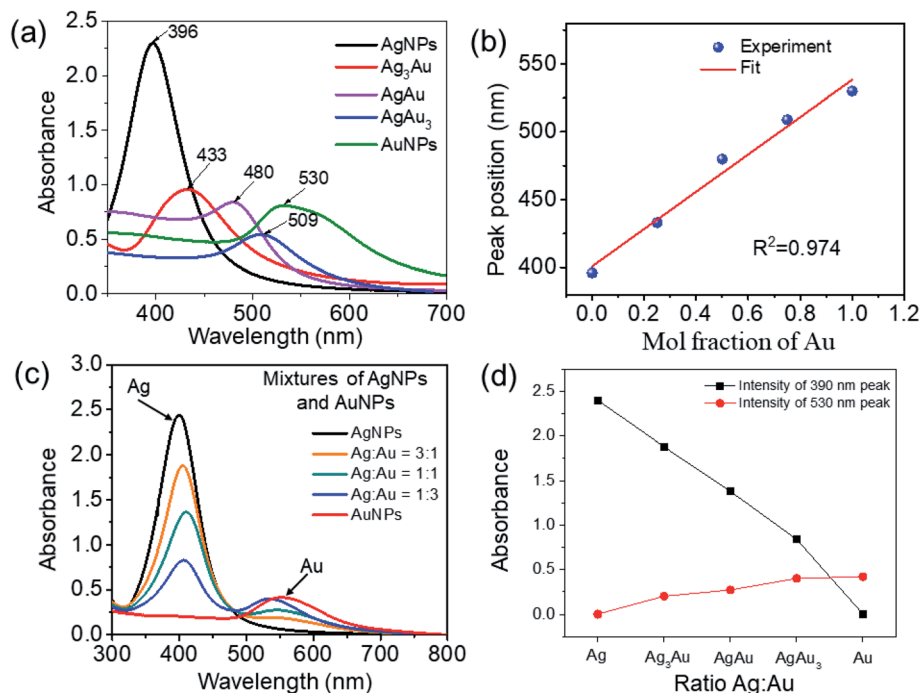 (a)
2.5
2.0
1.5
1.0
0.5
0.0
Absorbance
396
433
480
530
509
AgNPs
Ag₃Au
AgAu
AgAu₃
AuNPs
400 500 600 700
Wavelength (nm)
(b)
550
500
450
400
Peak position (nm)
Experiment
Fit
R²=0.974
0.0 0.2 0.4 0.6 0.8 1.0 1.2
Mol fraction of Au
(c)
3.0
2.5
2.0
1.5
1.0
0.5
0.0
Absorbance
Ag
Mixtures of AgNPs
and AuNPs
AgNPs
Ag:Au = 3:1
Ag:Au = 1:1
Ag:Au = 1:3
AuNPs
Au
300 400 500 600 700 800
Wavelength (nm)
(d)
2.5
2.0
1.5
1.0
0.5
0.0
Absorbance
Intensity of 390 nm peak
Intensity of 530 nm peak
Ag Ag₃Au AgAu AgAu₃ Au
Ratio Ag:Au